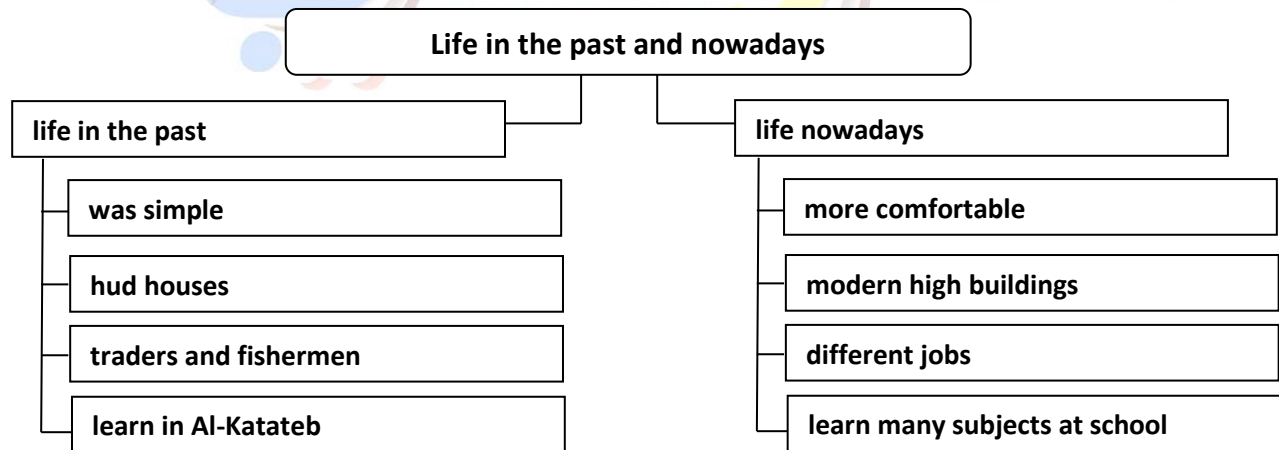 Life in the past and nowadays
life in the past
was simple
hud houses
traders and fishermen
learn in Al-Katateb
life nowadays
more comfortable
modern high buildings
different jobs
learn many subjects at school